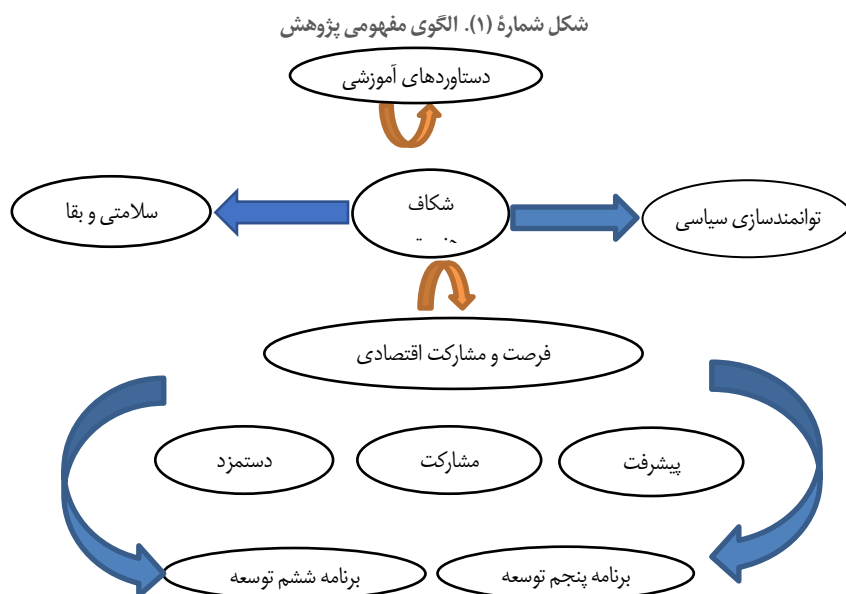 شکل شمارهٔ (۱). الگوی مفهومی پژوهش
دستاوردهای آموزشی
توانمندسازی سیاسی
شکاف
سلامتی و بقا
فرصت و مشارکت اقتصادی
پیشرفت
مشارکت
دستمزد
برنامه پنجم توسعه
برنامه ششم توسعه